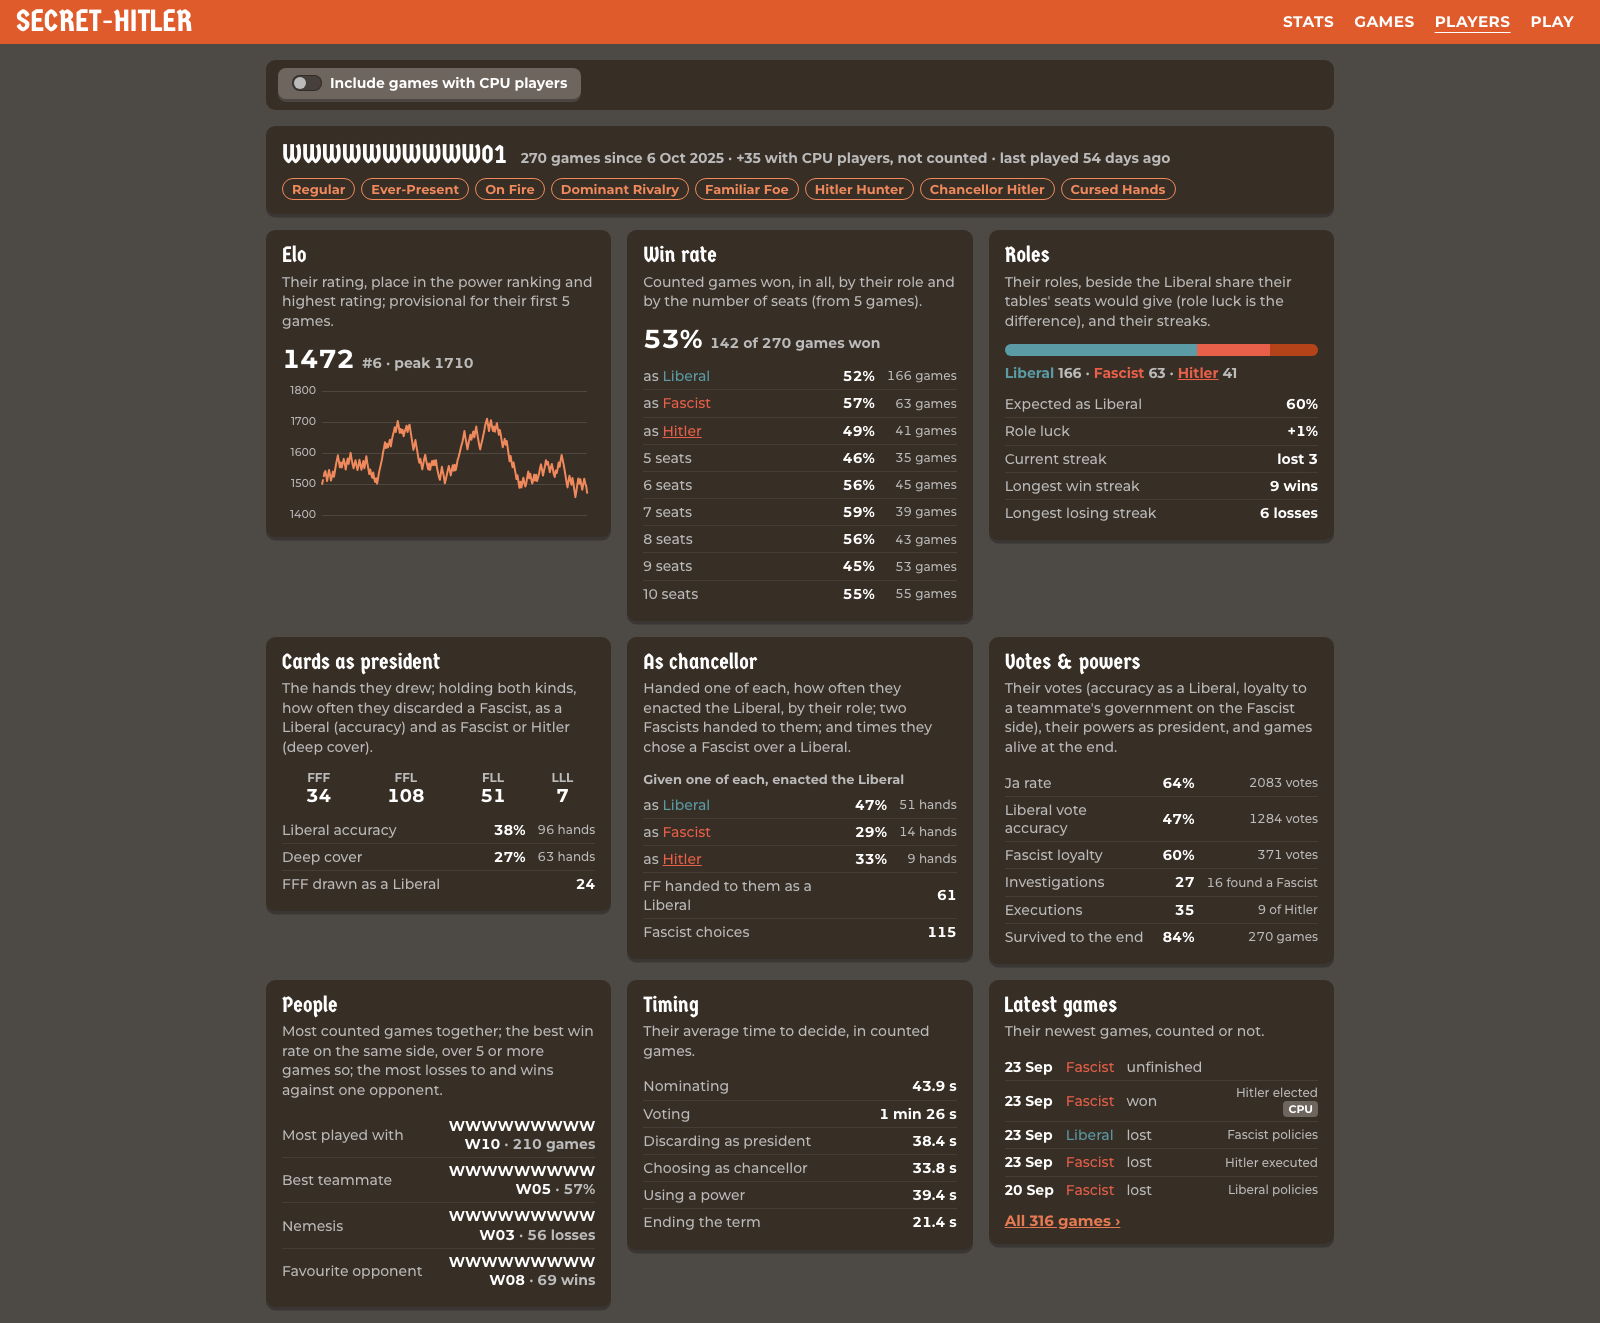 SECRET-HITLER
STATS GAMES PLAYERS PLAY
Include games with CPU players
WWWWWWWWWW01 270 games since 6 Oct 2025 · +35 with CPU players, not counted · last played 54 days ago
Regular Ever-Present On Fire Dominant Rivalry Familiar Foe Hitler Hunter Chancellor Hitler Cursed Hands
Elo
Their rating, place in the power ranking and
highest rating; provisional for their first 5
games.
1472 #6 · peak 1710
1800
1700
1600
1500
1400
Win rate
Counted games won, in all, by their role and
by the number of seats (from 5 games).
53% 142 of 270 games won
as Liberal 52% 166 games
as Fascist 57% 63 games
as Hitler 49% 41 games
5 seats 46% 35 games
6 seats 56% 45 games
7 seats 59% 39 games
8 seats 56% 43 games
9 seats 45% 53 games
10 seats 55% 55 games
Roles
Their roles, beside the Liberal share their
tables' seats would give (role luck is the
difference), and their streaks.
Liberal 166 · Fascist 63 · Hitler 41
Expected as Liberal 60%
Role luck +1%
Current streak lost 3
Longest win streak 9 wins
Longest losing streak 6 losses
Cards as president
The hands they drew; holding both kinds,
how often they discarded a Fascist, as a
Liberal (accuracy) and as Fascist or Hitler
(deep cover).
FFF FFL FLL LLL
34 108 51 7
Liberal accuracy 38% 96 hands
Deep cover 27% 63 hands
FFF drawn as a Liberal 24
As chancellor
Handed one of each, how often they
enacted the Liberal, by their role; two
Fascists handed to them; and times they
chose a Fascist over a Liberal.
Given one of each, enacted the Liberal
as Liberal 47% 51 hands
as Fascist 29% 14 hands
as Hitler 33% 9 hands
FF handed to them as a
Liberal 61
Fascist choices 115
Votes & powers
Their votes (accuracy as a Liberal, loyalty to
a teammate's government on the Fascist
side), their powers as president, and games
alive at the end.
Ja rate 64% 2083 votes
Liberal vote
accuracy 47% 1284 votes
Fascist loyalty 60% 371 votes
Investigations 27 16 found a Fascist
Executions 35 9 of Hitler
Survived to the end 84% 270 games
People
Most counted games together; the best win
rate on the same side, over 5 or more
games so; the most losses to and wins
against one opponent.
Most played with WWWWWWWWW
W10 · 210 games
Best teammate WWWWWWWWW
W05 · 57%
Nemesis WWWWWWWWW
W03 · 56 losses
Favourite opponent WWWWWWWWW
W08 · 69 wins
Timing
Their average time to decide, in counted
games.
Nominating 43.9 s
Voting 1 min 26 s
Discarding as president 38.4 s
Choosing as chancellor 33.8 s
Using a power 39.4 s
Ending the term 21.4 s
Latest games
Their newest games, counted or not.
23 Sep Fascist unfinished
23 Sep Fascist won Hitler elected
CPU
23 Sep Liberal lost Fascist policies
23 Sep Fascist lost Hitler executed
20 Sep Fascist lost Liberal policies
All 316 games ›